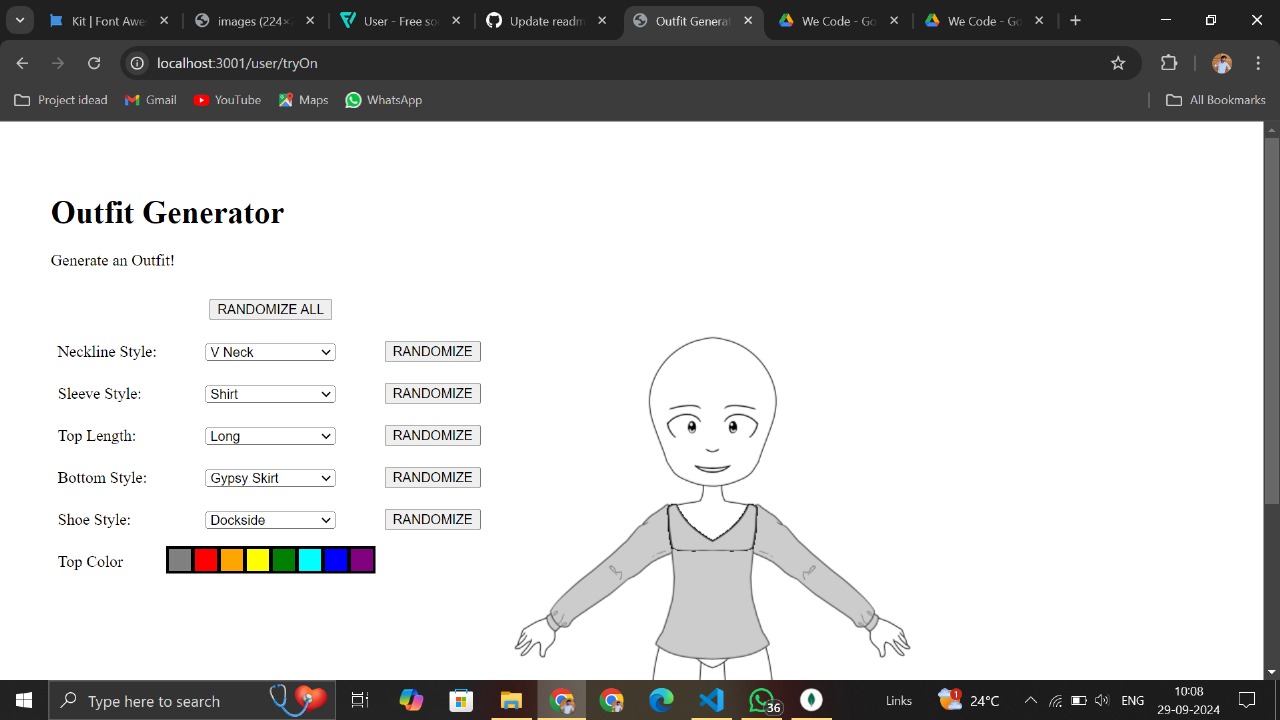 Kit | Font Awe
images (224×
User - Free so
Update readm
Outfit Generat
We Code - Go
We Code - Go
localhost:3001/user/tryOn
Project idead
Gmail
YouTube
Maps
WhatsApp
All Bookmarks
Outfit Generator
Generate an Outfit!
RANDOMIZE ALL
Neckline Style: V Neck RANDOMIZE
Sleeve Style: Shirt RANDOMIZE
Top Length: Long RANDOMIZE
Bottom Style: Gypsy Skirt RANDOMIZE
Shoe Style: Dockside RANDOMIZE
Top Color
Type here to search
36
Links
1
24°C
ENG
10:08
29-09-2024